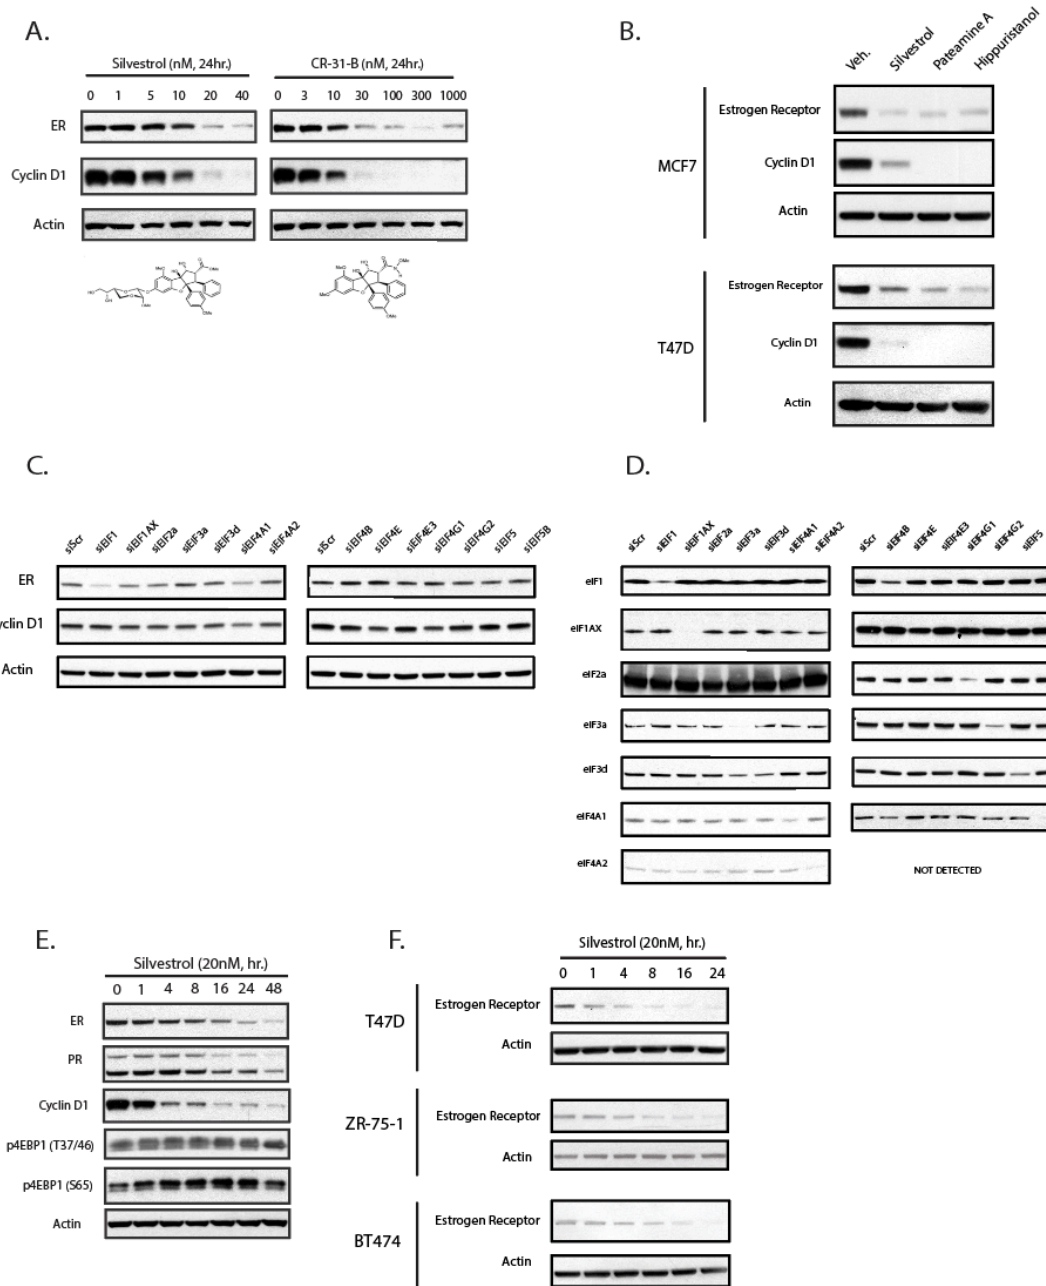 A.
Silvestrol (nM, 24hr.)
0 1 5 10 20 40
CR-31-B (nM, 24hr.)
0 3 10 30 100 300 1000
ER
Cyclin D1
Actin
B.
Veh. Silvestrol Pateamine A Hippuristanol
MCF7
Estrogen Receptor
Cyclin D1
Actin
T47D
Estrogen Receptor
Cyclin D1
Actin
C.
siScr siEIF1 siEIF1AX siEIF2a siEIF3a siEIF3d siEIF4A1 siEIF4A2
siScr siEIF4B siEIF4E siEIF4E3 siEIF4G1 siEIF4G2 siEIF5 siEIF5B
ER
yclin D1
Actin
D.
siScr siEIF1 siEIF1AX siEIF2a siEIF3a siEIF3d siEIF4A1 siEIF4A2
siScr siEIF4B siEIF4E siEIF4E3 siEIF4G1 siEIF4G2 siEIF5
eIF1
eIF1AX
eIF2a
eIF3a
eIF3d
eIF4A1
eIF4A2
NOT DETECTED
E.
Silvestrol (20nM, hr.)
0 1 4 8 16 24 48
ER
PR
Cyclin D1
p4EBP1 (T37/46)
p4EBP1 (S65)
Actin
F.
Silvestrol (20nM, hr.)
0 1 4 8 16 24
T47D
Estrogen Receptor
Actin
ZR-75-1
Estrogen Receptor
Actin
BT474
Estrogen Receptor
Actin